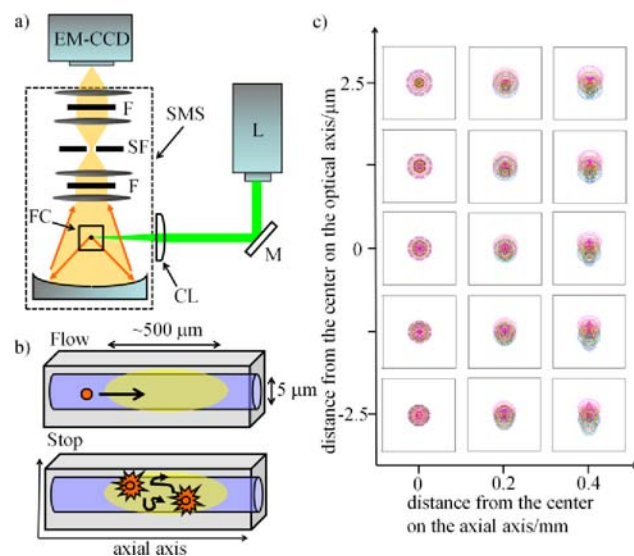 a)
EM-CCD
F
SMS
SF
L
F
FC
M
CL
b) Flow
~500 μm
5 μm
Stop
axial axis
c)
distance from the center on the optical axis/μm
2.5
0
-2.5
0 0.2 0.4
distance from the center
on the axial axis/mm